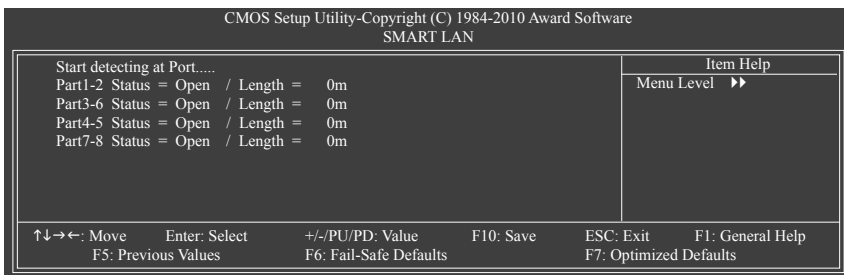 CMOS Setup Utility-Copyright (C) 1984-2010 Award Software
SMART LAN
Start detecting at Port.....
Part1-2 Status = Open / Length = 0m
Part3-6 Status = Open / Length = 0m
Part4-5 Status = Open / Length = 0m
Part7-8 Status = Open / Length = 0m
Item Help
Menu Level ▶▶
↑↓→←: Move Enter: Select +/-/PU/PD: Value F10: Save ESC: Exit F1: General Help
F5: Previous Values F6: Fail-Safe Defaults F7: Optimized Defaults